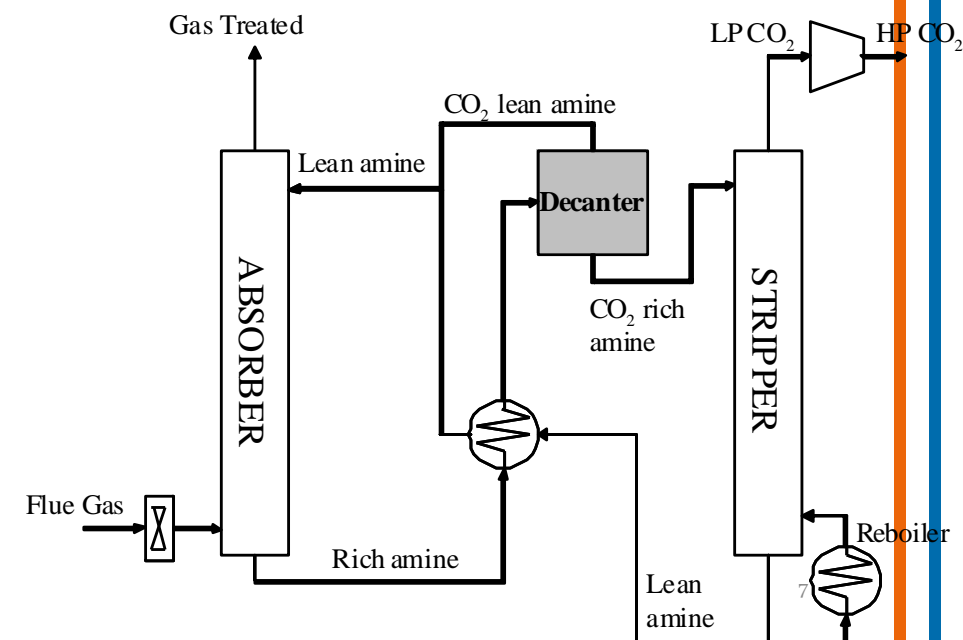 Gas Treated
LP CO2
HP CO2
CO2 lean amine
Lean amine
Decanter
ABSORBER
STRIPPER
CO2 rich
amine
Flue Gas
Rich amine
Reboiler
7
Lean
amine